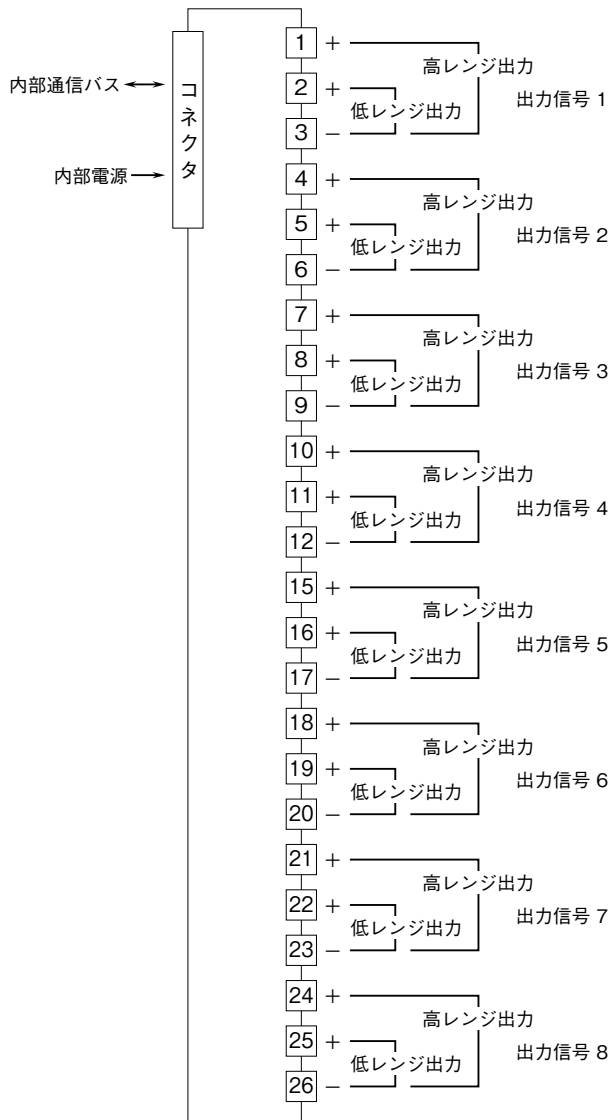 内部通信バス
内部電源
コネクタ
1 +
高レンジ出力
2 +
低レンジ出力
出力信号 1
3 −
4 +
高レンジ出力
5 +
低レンジ出力
出力信号 2
6 −
7 +
高レンジ出力
8 +
低レンジ出力
出力信号 3
9 −
10 +
高レンジ出力
11 +
低レンジ出力
出力信号 4
12 −
15 +
高レンジ出力
16 +
低レンジ出力
出力信号 5
17 −
18 +
高レンジ出力
19 +
低レンジ出力
出力信号 6
20 −
21 +
高レンジ出力
22 +
低レンジ出力
出力信号 7
23 −
24 +
高レンジ出力
25 +
低レンジ出力
出力信号 8
26 −